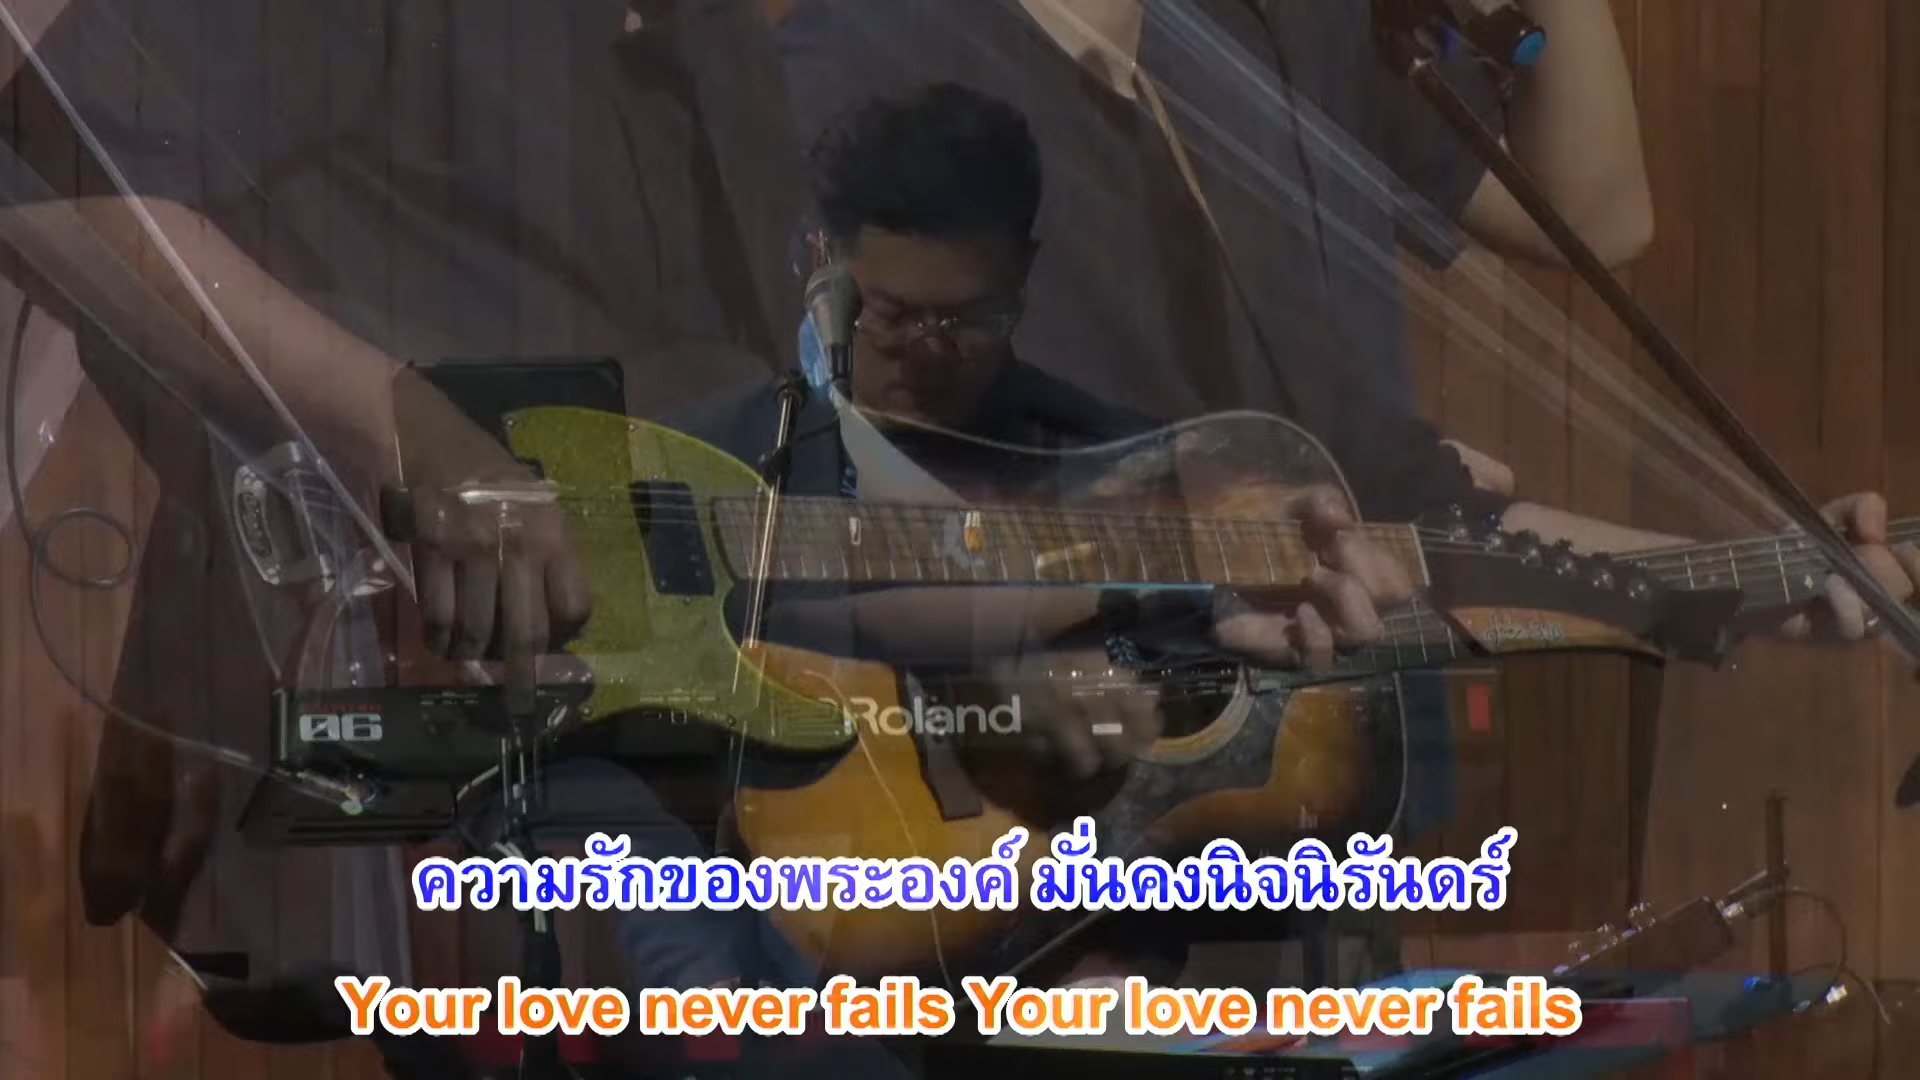 06
Roland
ความรักของพระองค์ มั่นคงนิจนิรันดร์
Your love never fails Your love never fails